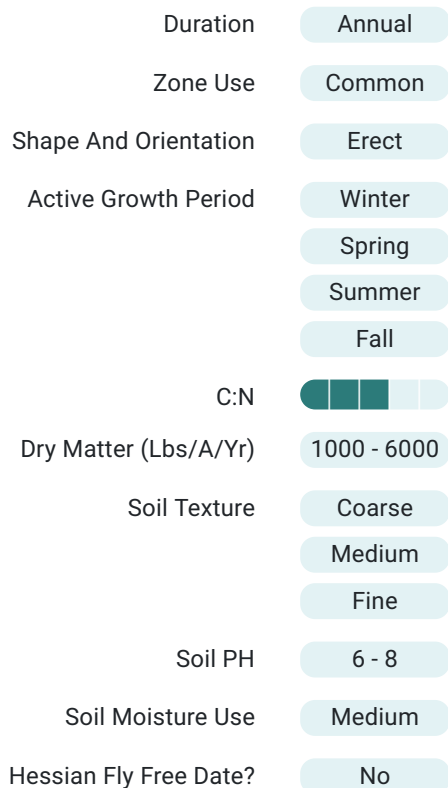 Duration Annual
Zone Use Common
Shape And Orientation Erect
Active Growth Period Winter
Spring
Summer
Fall
C:N
Dry Matter (Lbs/A/Yr) 1000 - 6000
Soil Texture Coarse
Medium
Fine
Soil PH 6 - 8
Soil Moisture Use Medium
Hessian Fly Free Date? No